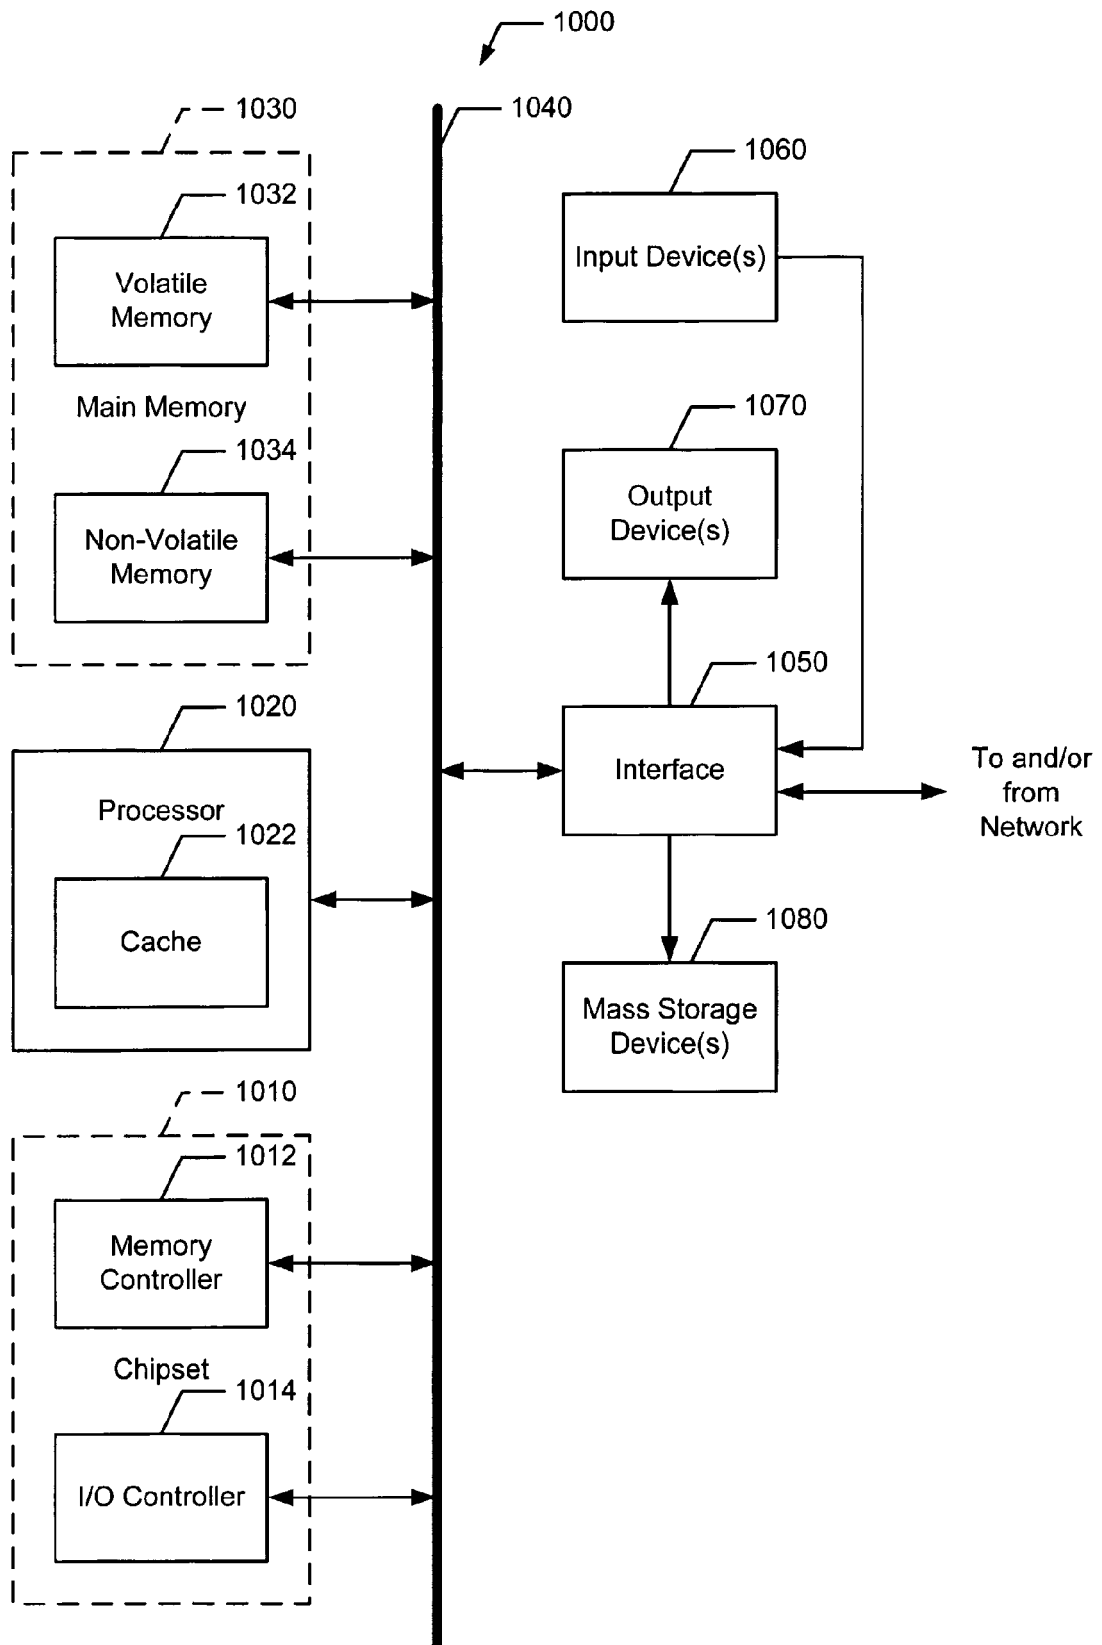 1000
1030
1040
1060
1032
Volatile
Memory
Input Device(s)
Main Memory
1070
1034
Output
Device(s)
Non-Volatile
Memory
1050
1020
Interface
To and/or
from
Network
Processor
1022
1080
Cache
Mass Storage
Device(s)
1010
1012
Memory
Controller
Chipset
1014
I/O Controller